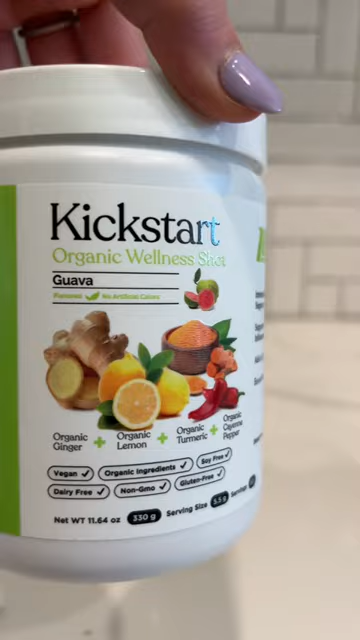 Kickstart
Organic Wellness Shot
Guava
Flavored No Artificial Colors
Organic Ginger + Organic Lemon + Organic Turmeric + Organic Cayenne Pepper
Vegan ✓ Organic Ingredients ✓ Soy Free ✓
Dairy Free ✓ Non-Gmo ✓ Gluten-Free ✓
Net WT 11.64 oz 330 g Serving Size 5.5 g Servings